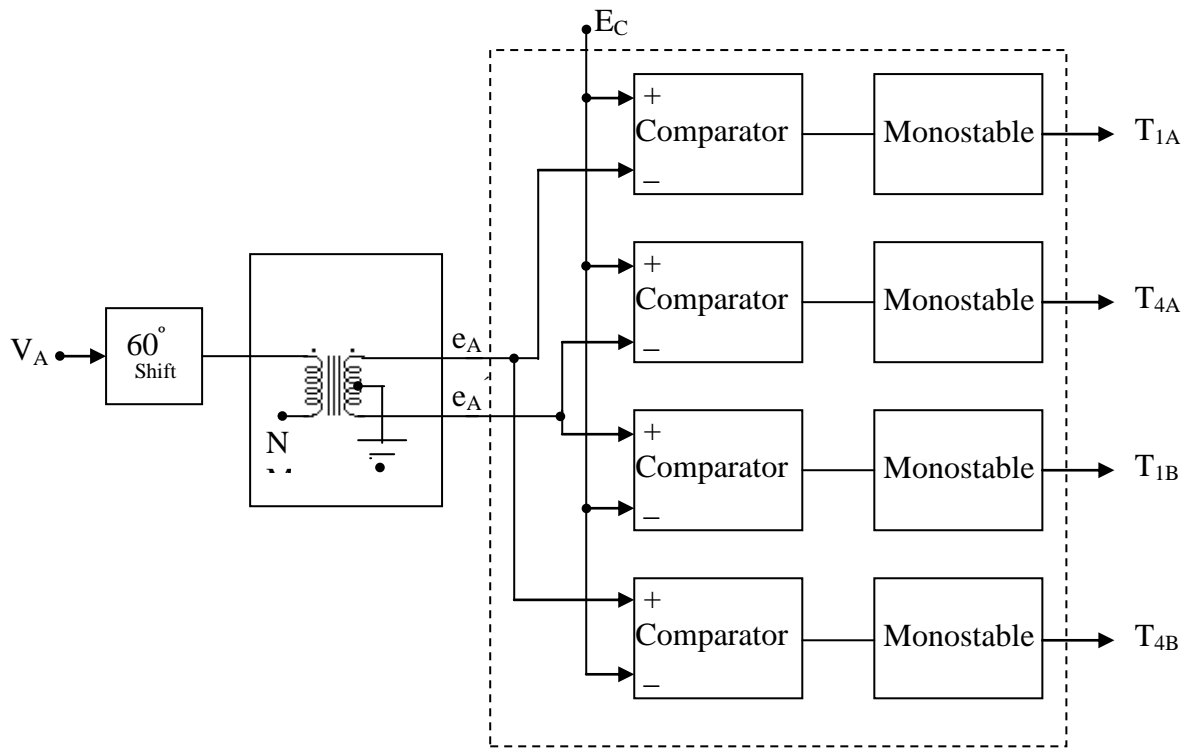 E_C
+
Comparator
–
Monostable
T_1A
+
Comparator
–
Monostable
T_4A
V_A
60°
Shift
e_A
e_A´
N
+
Comparator
–
Monostable
T_1B
+
Comparator
–
Monostable
T_4B